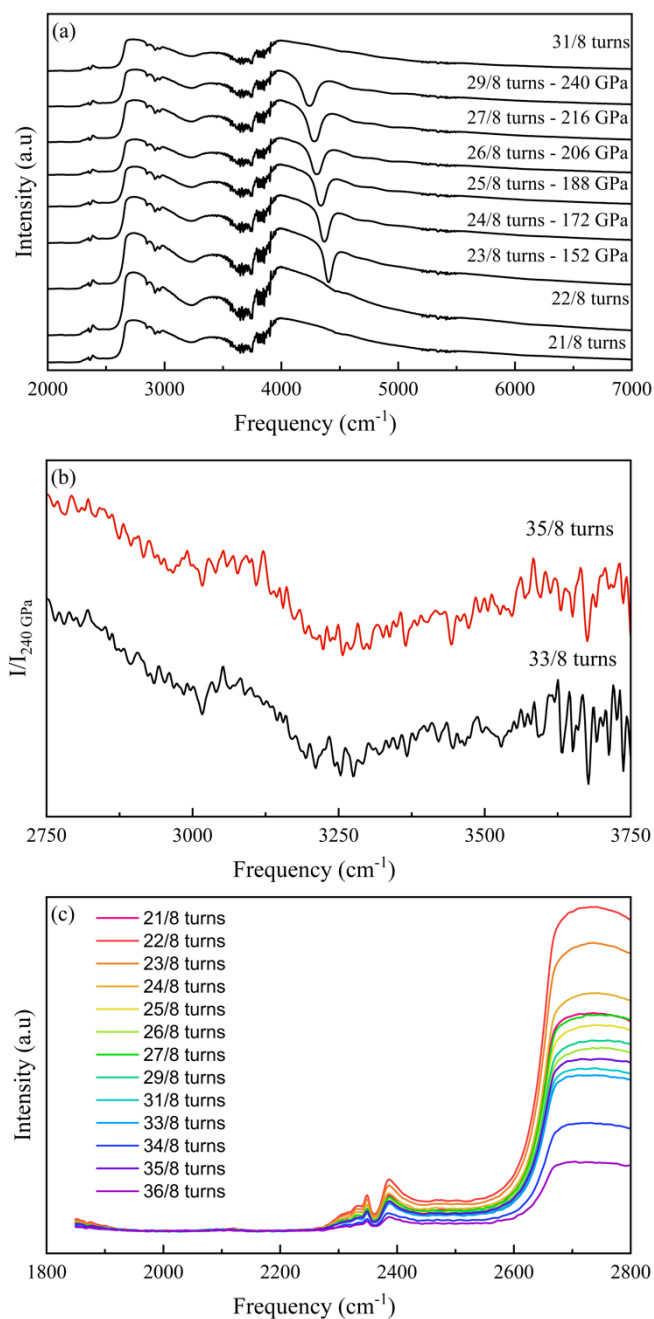 (a)
31/8 turns
29/8 turns - 240 GPa
27/8 turns - 216 GPa
26/8 turns - 206 GPa
25/8 turns - 188 GPa
24/8 turns - 172 GPa
23/8 turns - 152 GPa
22/8 turns
21/8 turns
Intensity (a.u)
2000 3000 4000 5000 6000 7000
Frequency (cm⁻¹)
(b)
35/8 turns
33/8 turns
I/I₂₄₀ GPa
2750 3000 3250 3500 3750
Frequency (cm⁻¹)
(c)
21/8 turns
22/8 turns
23/8 turns
24/8 turns
25/8 turns
26/8 turns
27/8 turns
29/8 turns
31/8 turns
33/8 turns
34/8 turns
35/8 turns
36/8 turns
Intensity (a.u)
1800 2000 2200 2400 2600 2800
Frequency (cm⁻¹)